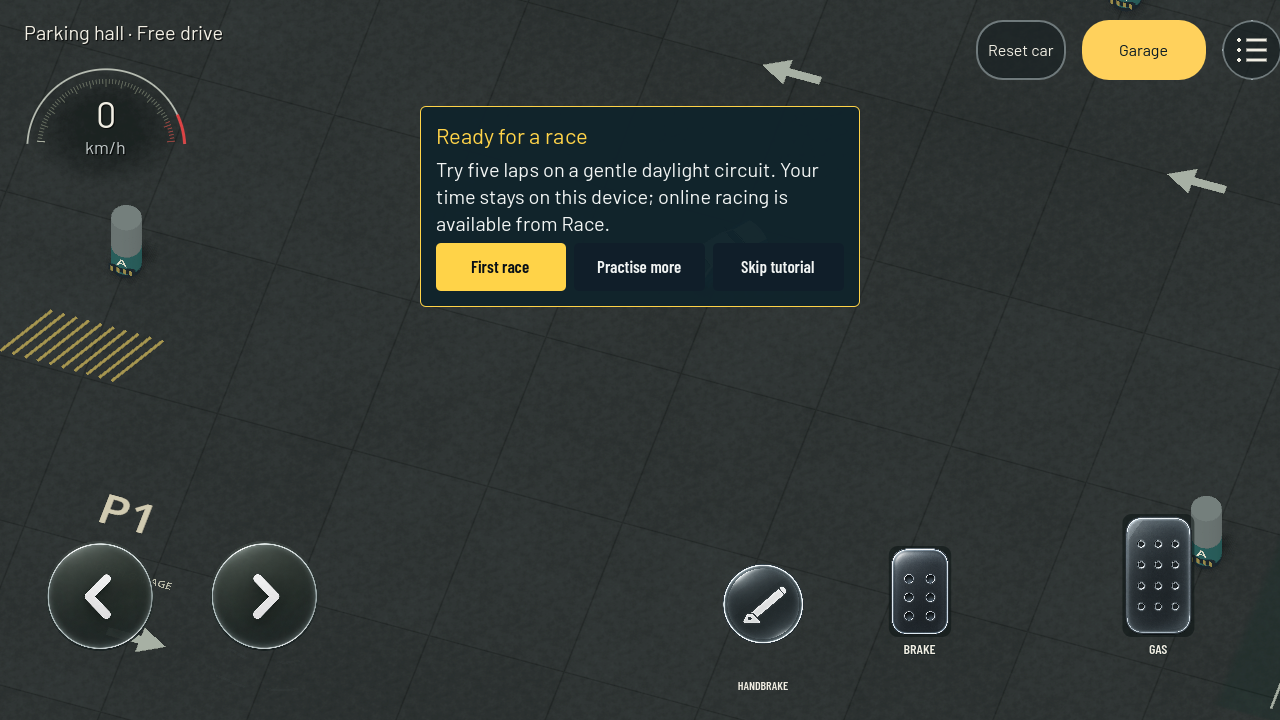 Parking hall · Free drive
Reset car
Garage
0
km/h
Ready for a race
Try five laps on a gentle daylight circuit. Your
time stays on this device; online racing is
available from Race.
First race
Practise more
Skip tutorial
A
P1
A
BRAKE
GAS
HANDBRAKE